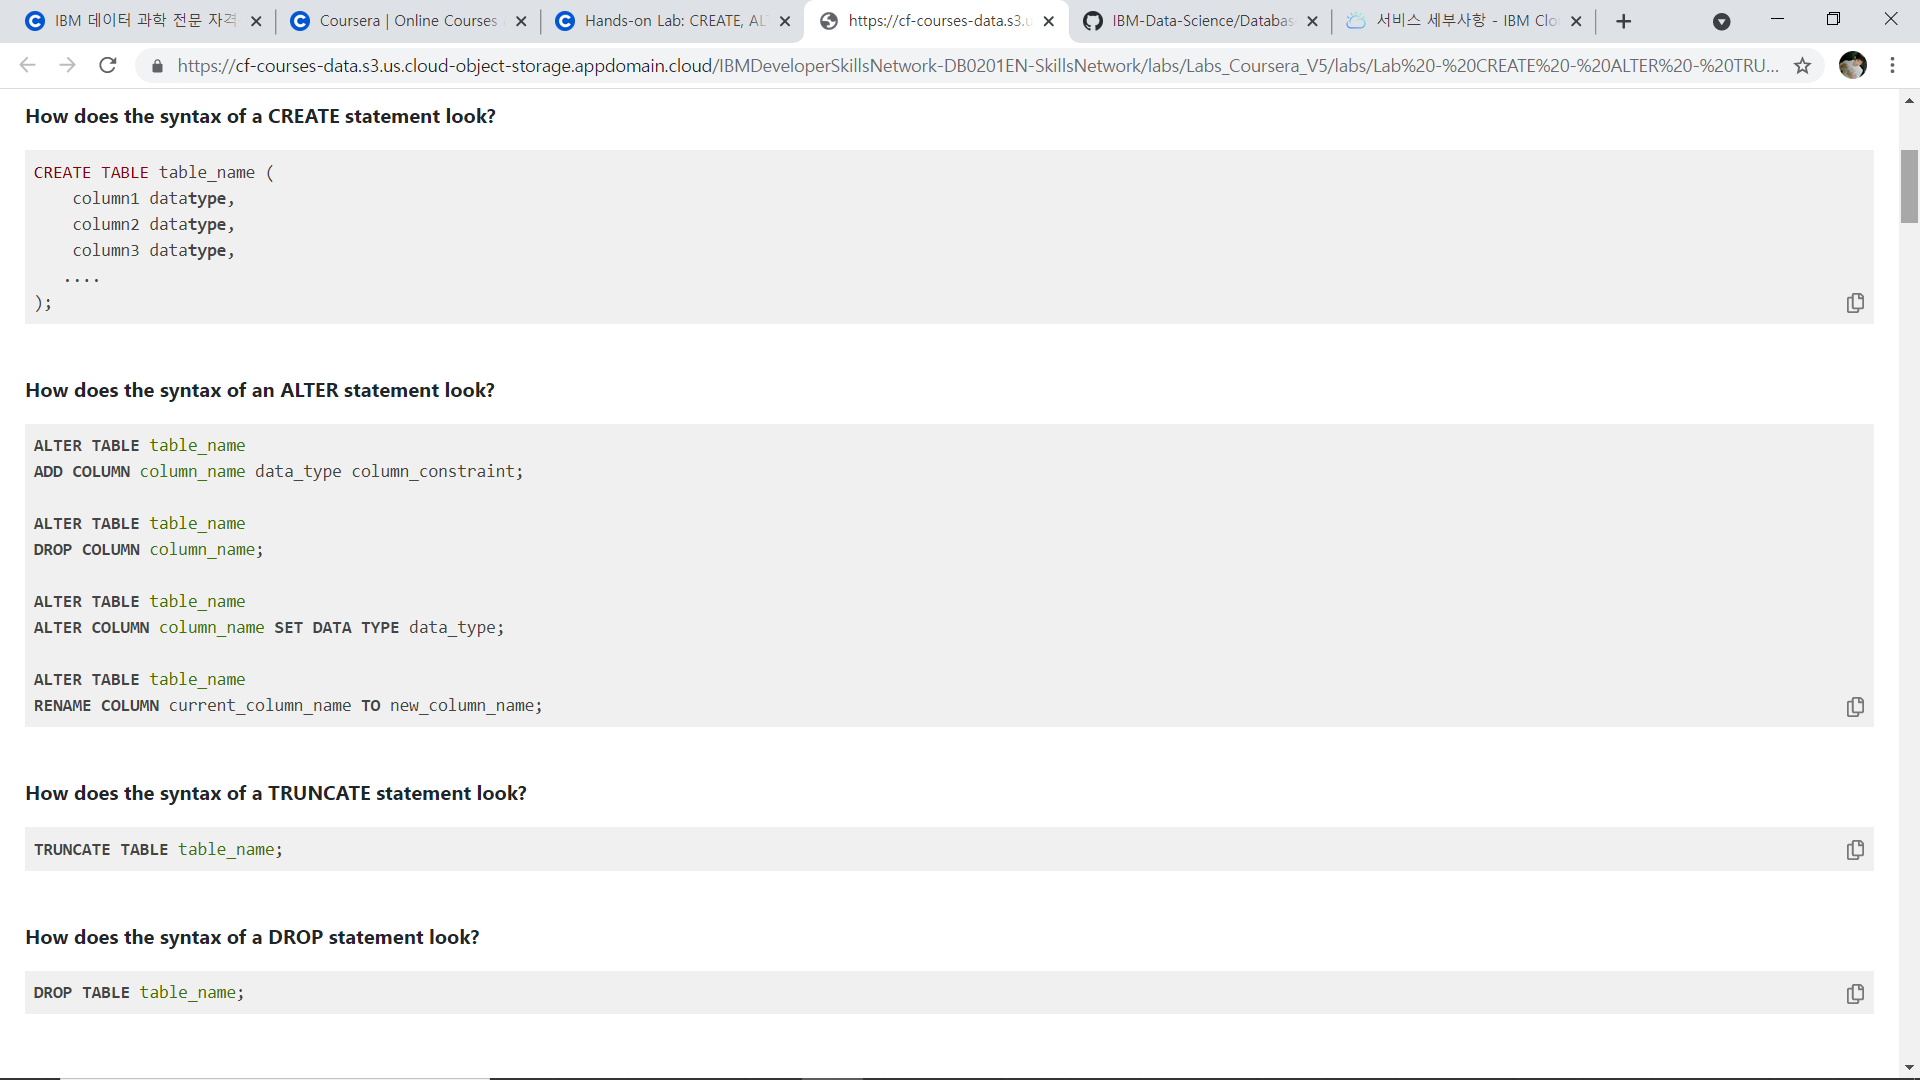 IBM 데이터 과학 전문 자격
Coursera | Online Courses
Hands-on Lab: CREATE, AL
https://cf-courses-data.s3.u
IBM-Data-Science/Databas
서비스 세부사항 - IBM Clo
https://cf-courses-data.s3.us.cloud-object-storage.appdomain.cloud/IBMDeveloperSkillsNetwork-DB0201EN-SkillsNetwork/labs/Labs_Coursera_V5/labs/Lab%20-%20CREATE%20-%20ALTER%20-%20TRU...
How does the syntax of a CREATE statement look?
CREATE TABLE table_name (
column1 datatype,
column2 datatype,
column3 datatype,
....
);
How does the syntax of an ALTER statement look?
ALTER TABLE table_name
ADD COLUMN column_name data_type column_constraint;
ALTER TABLE table_name
DROP COLUMN column_name;
ALTER TABLE table_name
ALTER COLUMN column_name SET DATA TYPE data_type;
ALTER TABLE table_name
RENAME COLUMN current_column_name TO new_column_name;
How does the syntax of a TRUNCATE statement look?
TRUNCATE TABLE table_name;
How does the syntax of a DROP statement look?
DROP TABLE table_name;